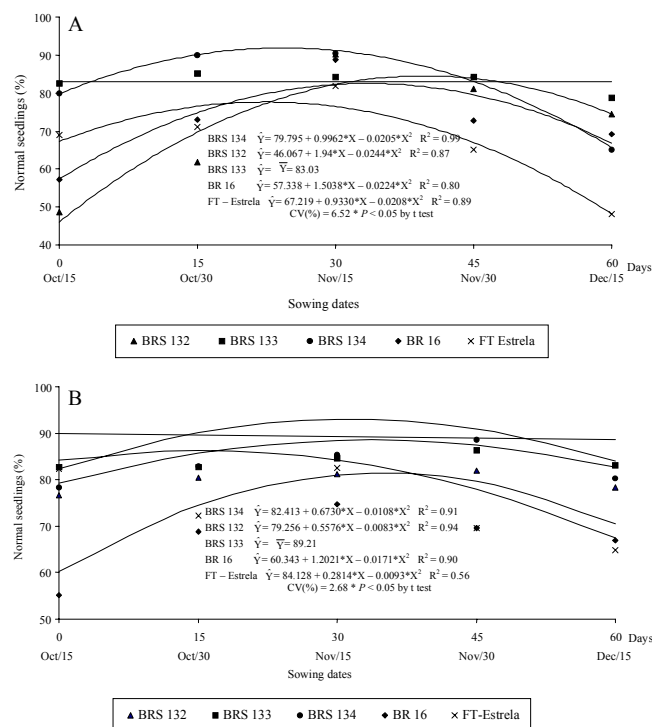 A
Normal seedlings (%)
100
90
80
70
60
50
40
BRS 134 Ŷ= 79.795 + 0.9962*X – 0.0205*X² R² = 0.99
BRS 132 Ŷ= 46.067 + 1.94*X – 0.0244*X² R² = 0.87
BRS 133 Ŷ= Y̅= 83.03
BR 16 Ŷ= 57.338 + 1.5038*X – 0.0224*X² R² = 0.80
FT – Estrela Ŷ= 67.219 + 0.9330*X – 0.0208*X² R² = 0.89
CV(%) = 6.52 * P < 0.05 by t test
0 15 30 45 60 Days
Oct/15 Oct/30 Nov/15 Nov/30 Dec/15
Sowing dates
BRS 132 BRS 133 BRS 134 BR 16 FT Estrela
B
Normal seedlings (%)
100
90
80
70
60
50
BRS 134 Ŷ= 82.413 + 0.6730*X – 0.0108*X² R² = 0.91
BRS 132 Ŷ= 79.256 + 0.5576*X – 0.0083*X² R² = 0.94
BRS 133 Ŷ= Y̅= 89.21
BR 16 Ŷ= 60.343 + 1.2021*X – 0.0171*X² R² = 0.90
FT – Estrela Ŷ= 84.128 + 0.2814*X – 0.0093*X² R² = 0.56
CV(%) = 2.68 * P < 0.05 by t test
0 15 30 45 60 Days
Oct/15 Oct/30 Nov/15 Nov/30 Dec/15
Sowing dates
BRS 132 BRS 133 BRS 134 BR 16 FT-Estrela